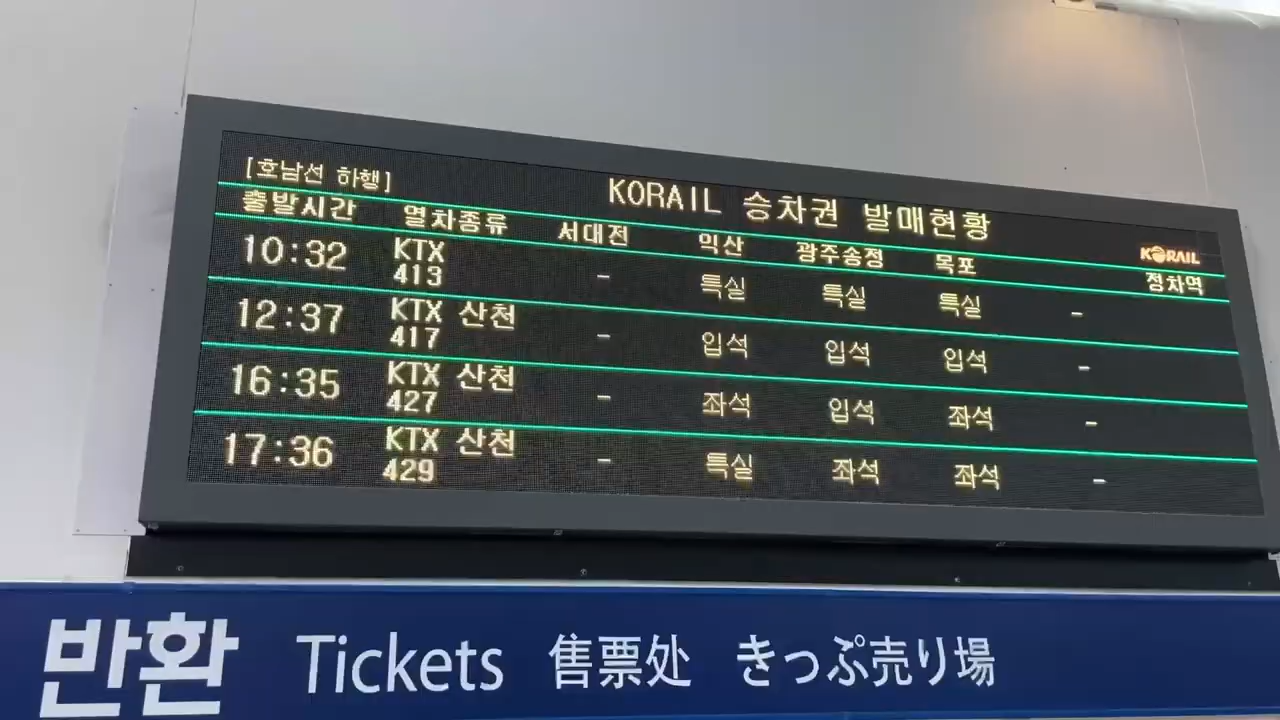 [호남선 하행]
KORAIL 승차권 발매현황
KORAIL
출발시간 열차종류 서대전 익산 광주송정 목포 정차역
10:32 KTX 413 - 특실 특실 특실 -
12:37 KTX 산천 417 - 입석 입석 입석 -
16:35 KTX 산천 427 - 좌석 입석 좌석 -
17:36 KTX 산천 429 - 특실 좌석 좌석 -
반환 Tickets 售票处 きっぷ売り場